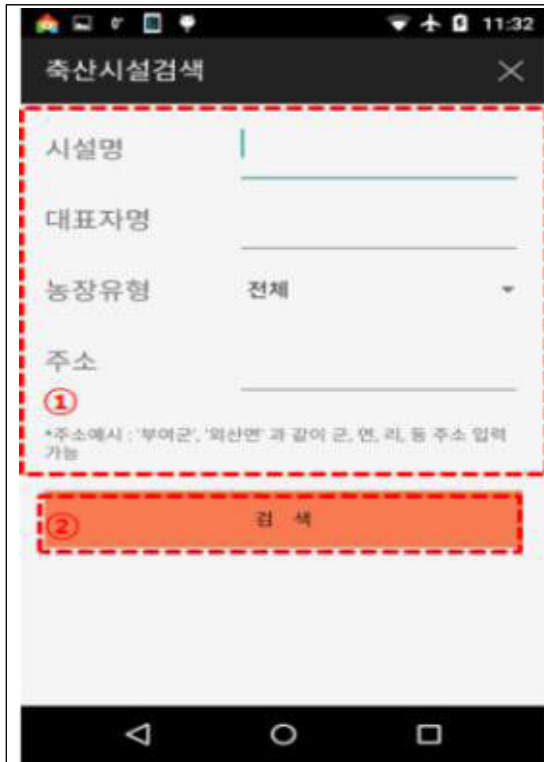 11:32
축산시설검색
시설명
대표자명
농장유형 전체
주소
①
*주소예시 : '부여군', '외산면' 과 같이 군, 면, 리, 등 주소 입력
가능
② 검 색